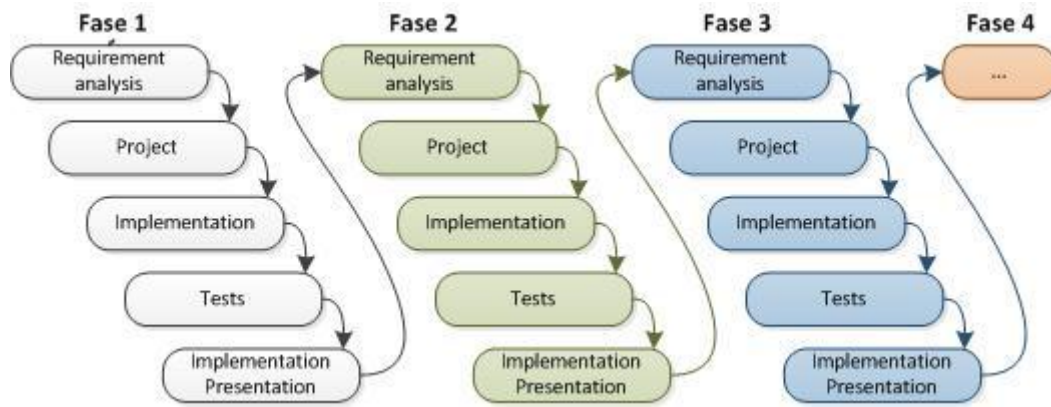 Fase 1
Requirement
analysis
Project
Implementation
Tests
Implementation
Presentation
Fase 2
Requirement
analysis
Project
Implementation
Tests
Implementation
Presentation
Fase 3
Requirement
analysis
Project
Implementation
Tests
Implementation
Presentation
Fase 4
...